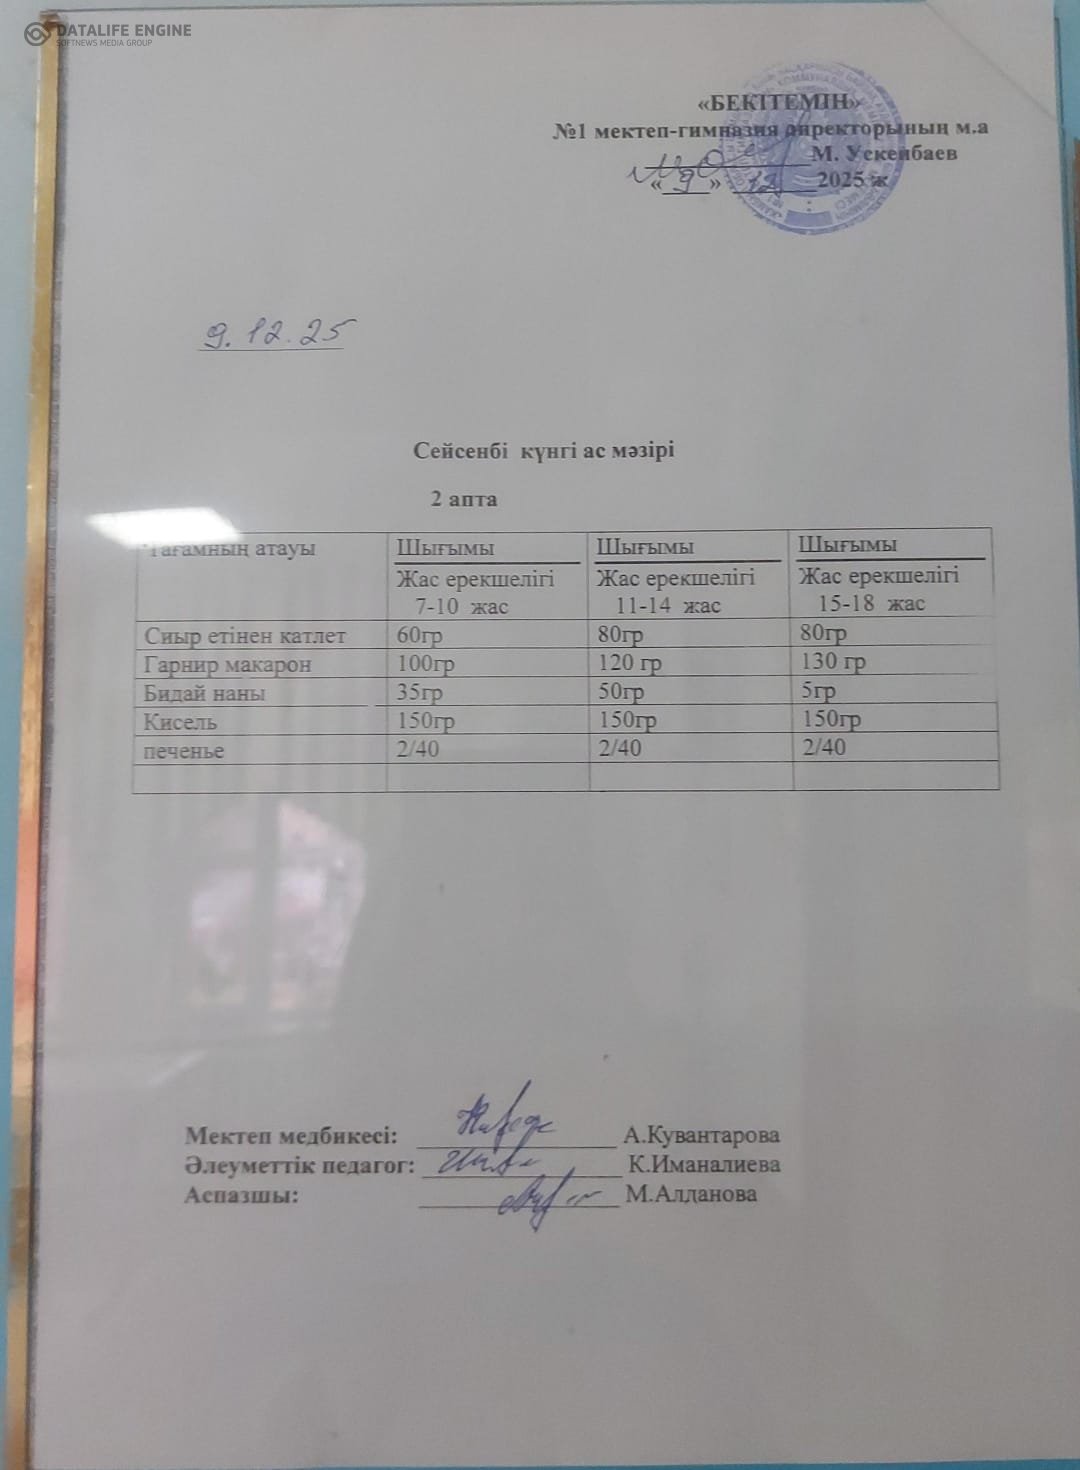 DATALIFE ENGINE
SOFTNEWS MEDIA GROUP
«БЕКІТЕМІН»
№1 мектеп-гимназия директорының м.а
М. Ускенбаев
«9» 12 2025 ж
9.12.25
Сейсенбі күнгі ас мәзірі
2 апта
Тағамның атауы Шығымы Шығымы Шығымы
Жас ерекшелігі Жас ерекшелігі Жас ерекшелігі
7-10 жас 11-14 жас 15-18 жас
Сиыр етінен катлет 60гр 80гр 80гр
Гарнир макарон 100гр 120 гр 130 гр
Бидай наны 35гр 50гр 5гр
Кисель 150гр 150гр 150гр
печенье 2/40 2/40 2/40
Мектеп медбикесі: А.Кувантарова
Әлеуметтік педагог: К.Иманалиева
Аспазшы: М.Алданова